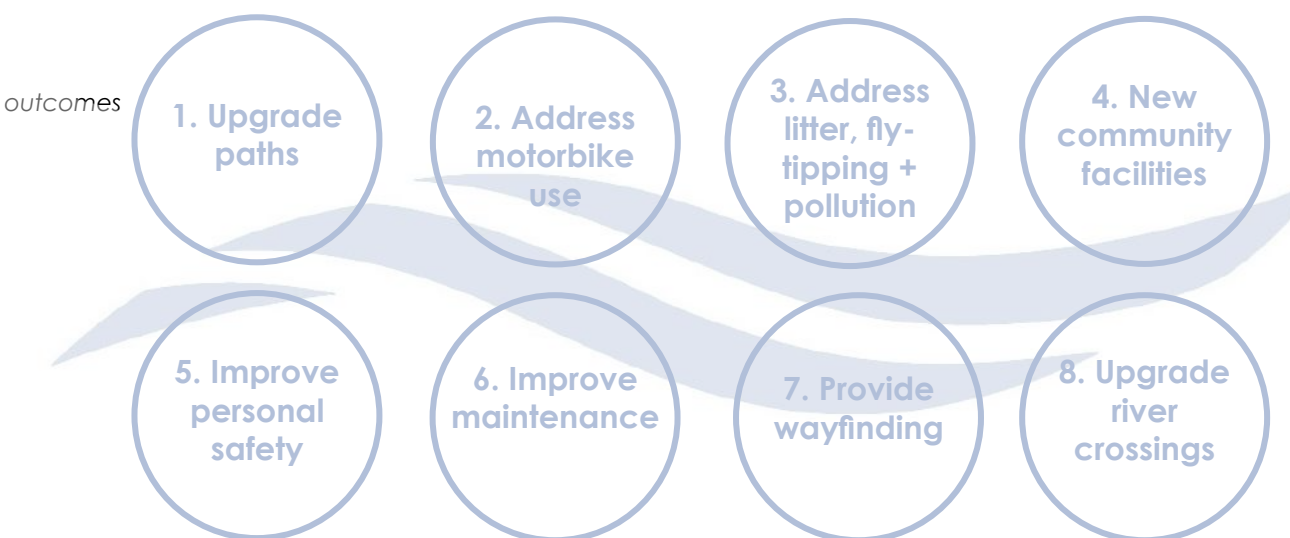 outcomes
1. Upgrade
paths
2. Address
motorbike
use
3. Address
litter, fly-
tipping +
pollution
4. New
community
facilities
5. Improve
personal
safety
6. Improve
maintenance
7. Provide
wayfinding
8. Upgrade
river
crossings